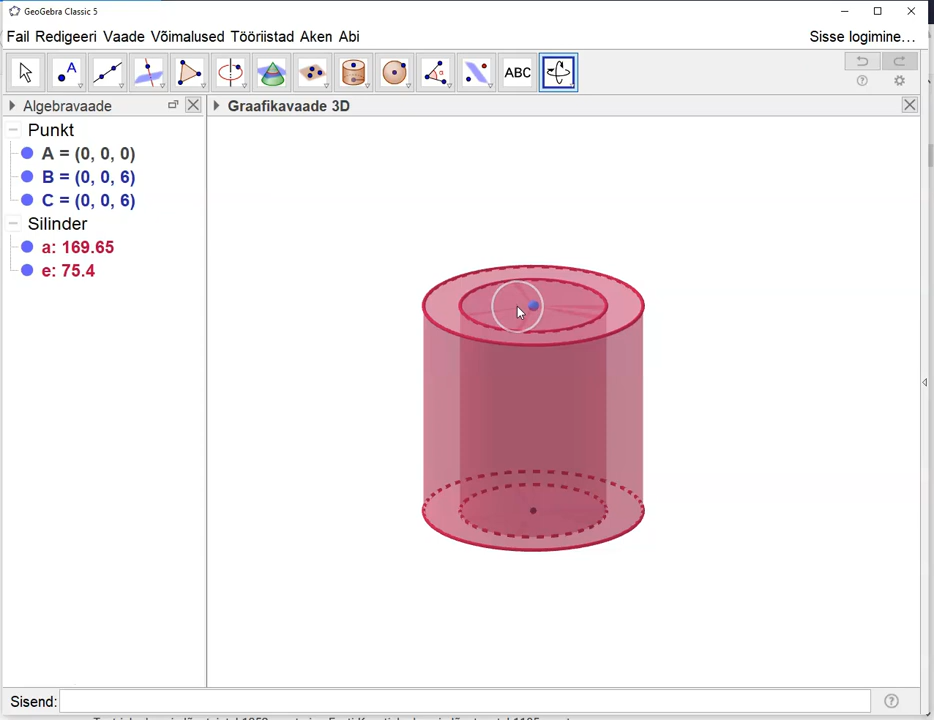 GeoGebra Classic 5
Fail Redigeeri Vaade Võimalused Tööriistad Aken Abi
Sisse logimine...
ABC
Algebravaade
Graafikavaade 3D
Punkt
A = (0, 0, 0)
B = (0, 0, 6)
C = (0, 0, 6)
Silinder
a: 169.65
e: 75.4
Sisend: